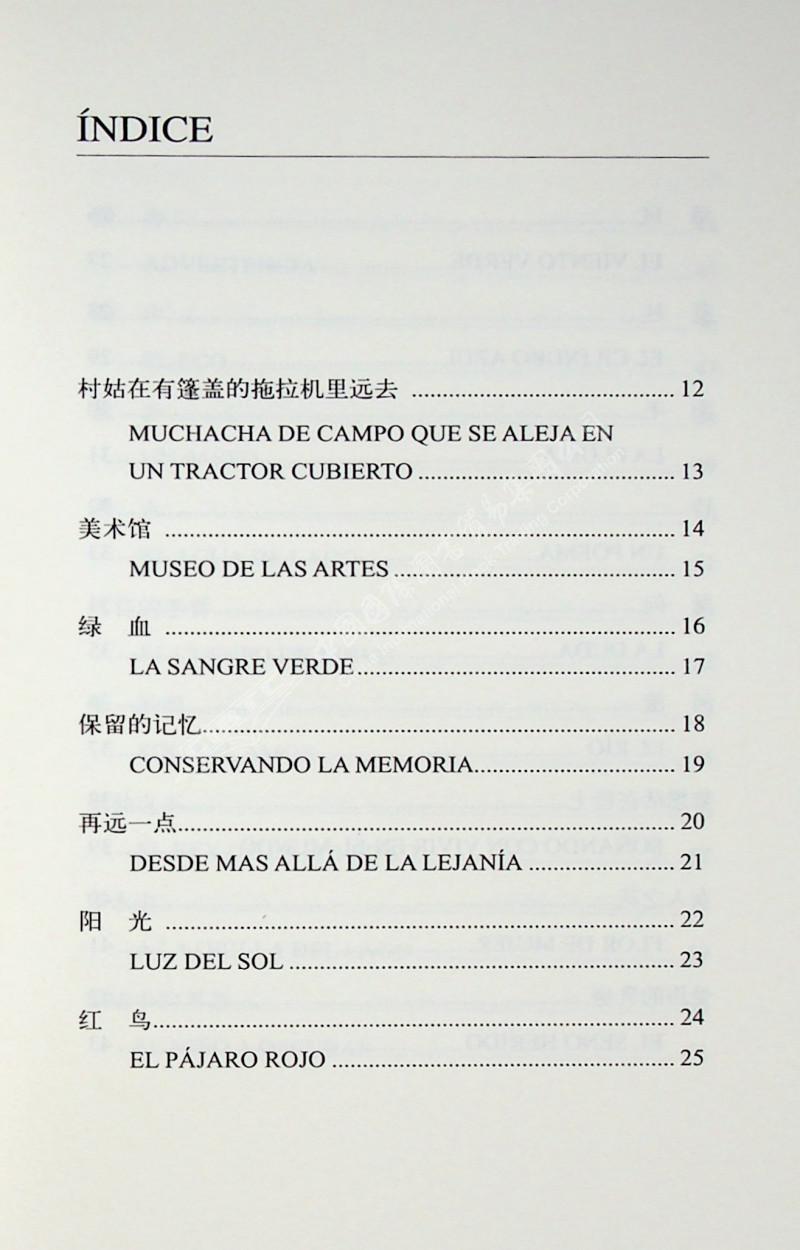 ÍNDICE
村姑在有篷盖的拖拉机里远去 ................ 12
MUCHACHA DE CAMPO QUE SE ALEJA EN
UN TRACTOR CUBIERTO ................ 13
美术馆 ................ 14
MUSEO DE LAS ARTES ................ 15
绿 血 ................ 16
LA SANGRE VERDE ................ 17
保留的记忆 ................ 18
CONSERVANDO LA MEMORIA ................ 19
再远一点 ................ 20
DESDE MAS ALLÁ DE LA LEJANÍA ................ 21
阳 光 ................ 22
LUZ DEL SOL ................ 23
红 鸟 ................ 24
EL PÁJARO ROJO ................ 25